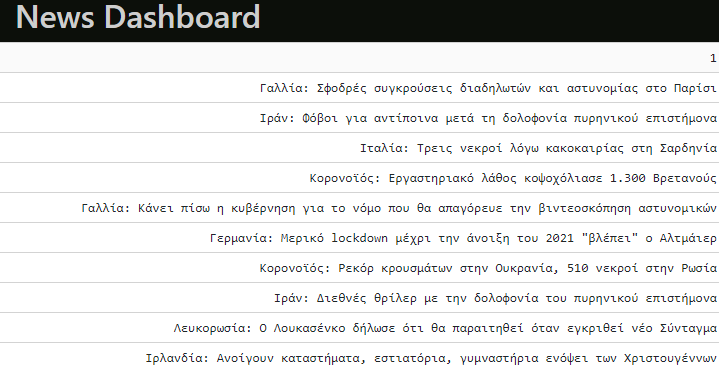 News Dashboard
1
Γαλλία: Σφοδρές συγκρούσεις διαδηλωτών και αστυνομίας στο Παρίσι
Ιράν: Φόβοι για αντίποινα μετά τη δολοφονία πυρηνικού επιστήμονα
Ιταλία: Τρεις νεκροί λόγω κακοκαιρίας στη Σαρδηνία
Κορονοϊός: Εργαστηριακό λάθος κοψοχόλιασε 1.300 Βρετανούς
Γαλλία: Κάνει πίσω η κυβέρνηση για το νόμο που θα απαγόρευε την βιντεοσκόπηση αστυνομικών
Γερμανία: Μερικό lockdown μέχρι την άνοιξη του 2021 "βλέπει" ο Αλτμάιερ
Κορονοϊός: Ρεκόρ κρουσμάτων στην Ουκρανία, 510 νεκροί στην Ρωσία
Ιράν: Διεθνές θρίλερ με την δολοφονία του πυρηνικού επιστήμονα
Λευκορωσία: Ο Λουκασένκο δήλωσε ότι θα παραιτηθεί όταν εγκριθεί νέο Σύνταγμα
Ιρλανδία: Ανοίγουν καταστήματα, εστιατόρια, γυμναστήρια ενόψει των Χριστουγέννων